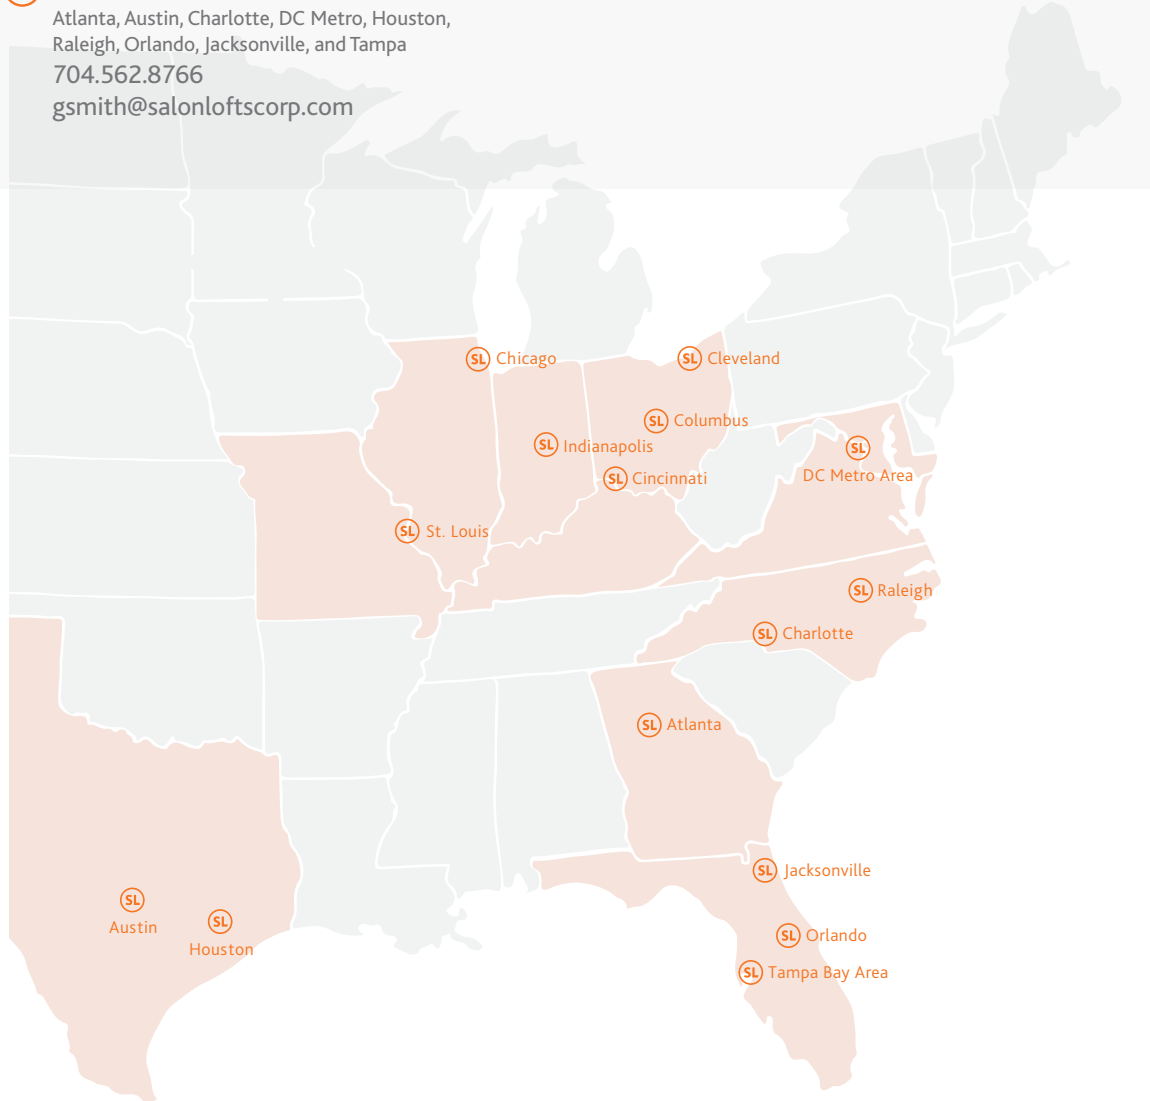 Atlanta, Austin, Charlotte, DC Metro, Houston,
Raleigh, Orlando, Jacksonville, and Tampa
704.562.8766
gsmith@salonloftscorp.com
SL Chicago
SL Cleveland
SL Columbus
SL Indianapolis
SL
DC Metro Area
SL Cincinnati
SL St. Louis
SL Raleigh
SL Charlotte
SL Atlanta
SL Jacksonville
SL
Austin
SL
Houston
SL Orlando
SL Tampa Bay Area